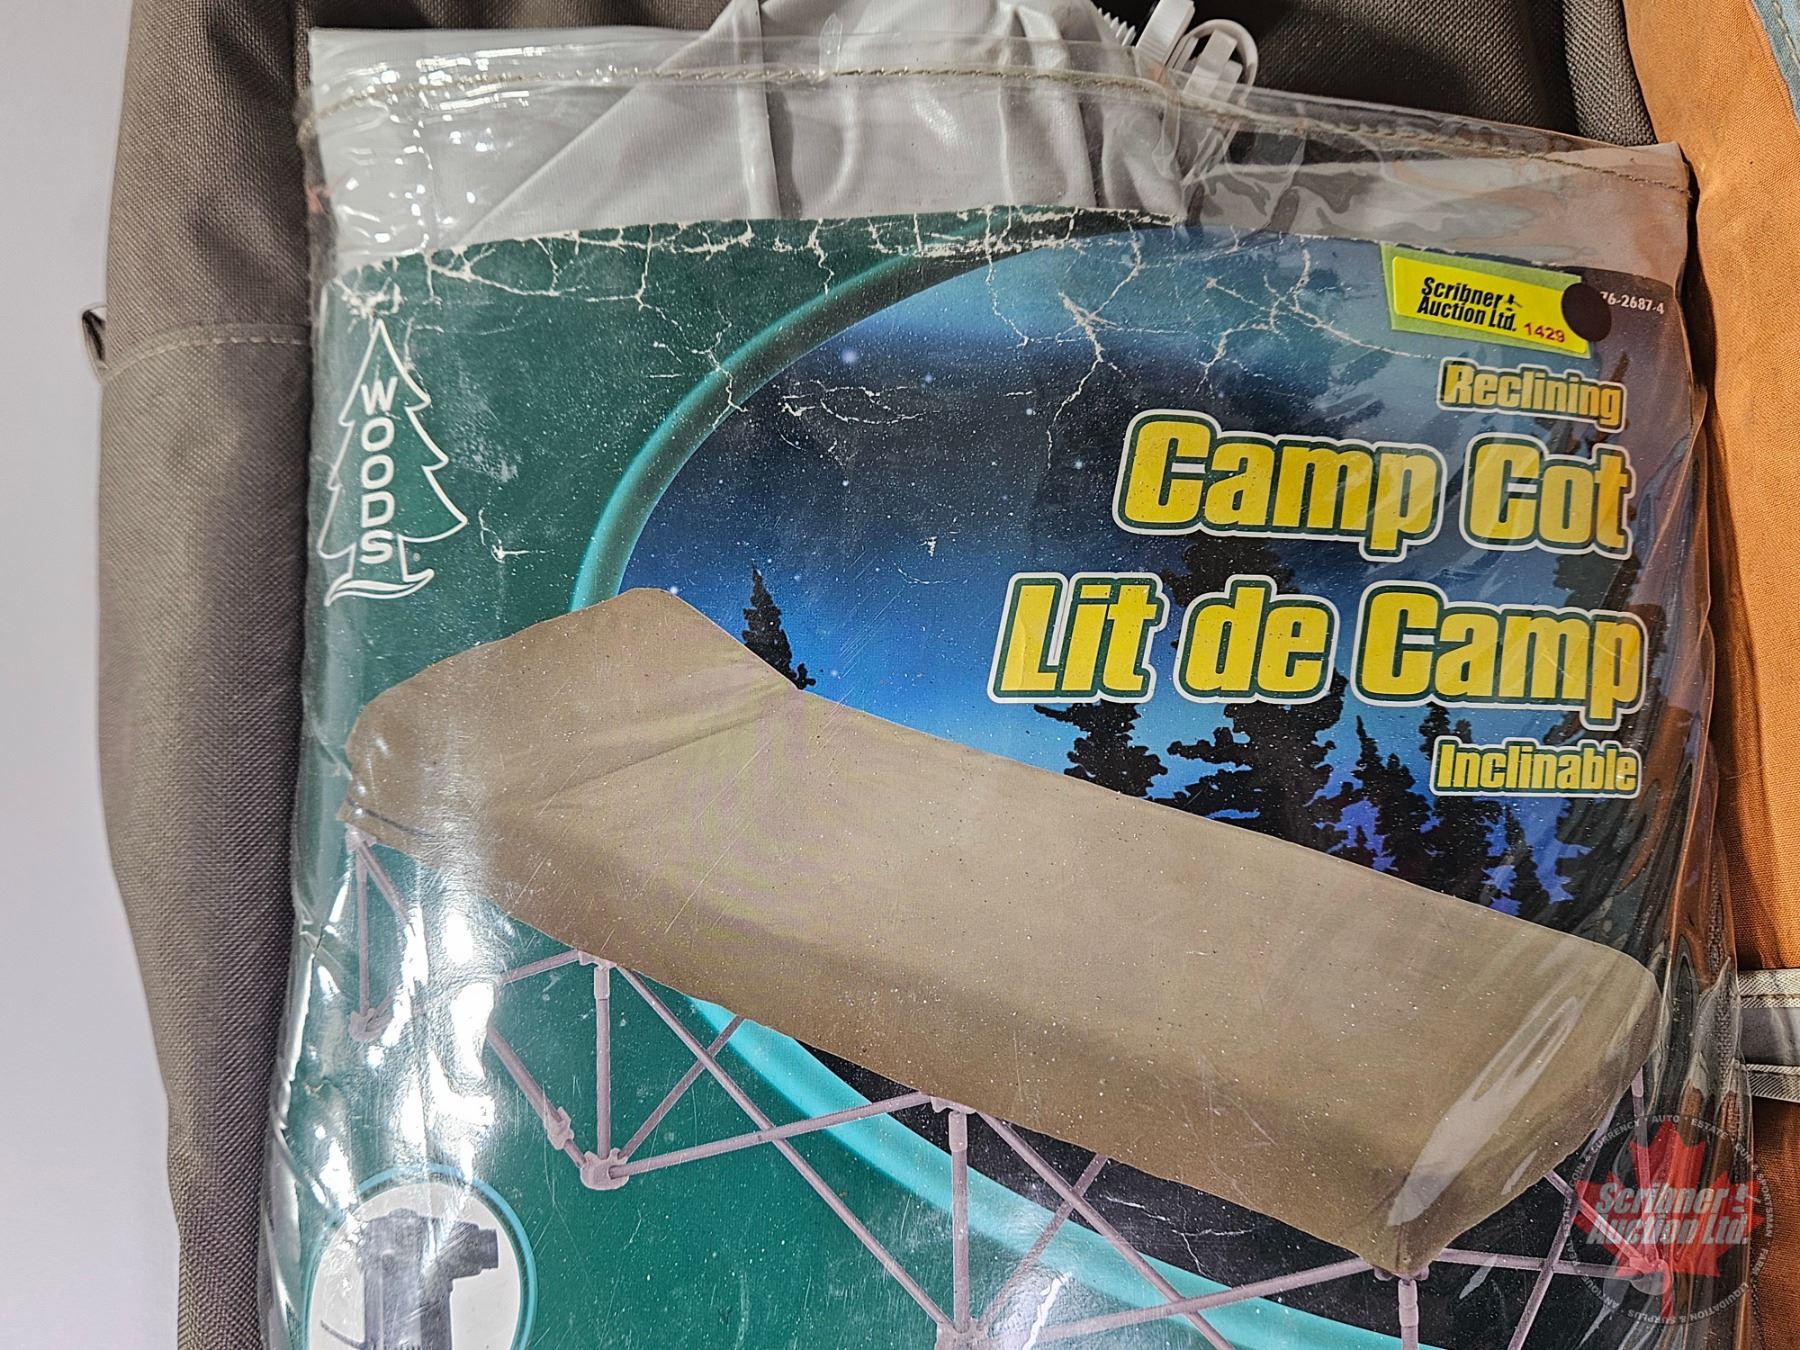 Scribner
Auction Ltd. 1429
76-2687-4
WOODS
Reclining
Camp Cot
Lit de Camp
Inclinable
Scribner
Auction Ltd.